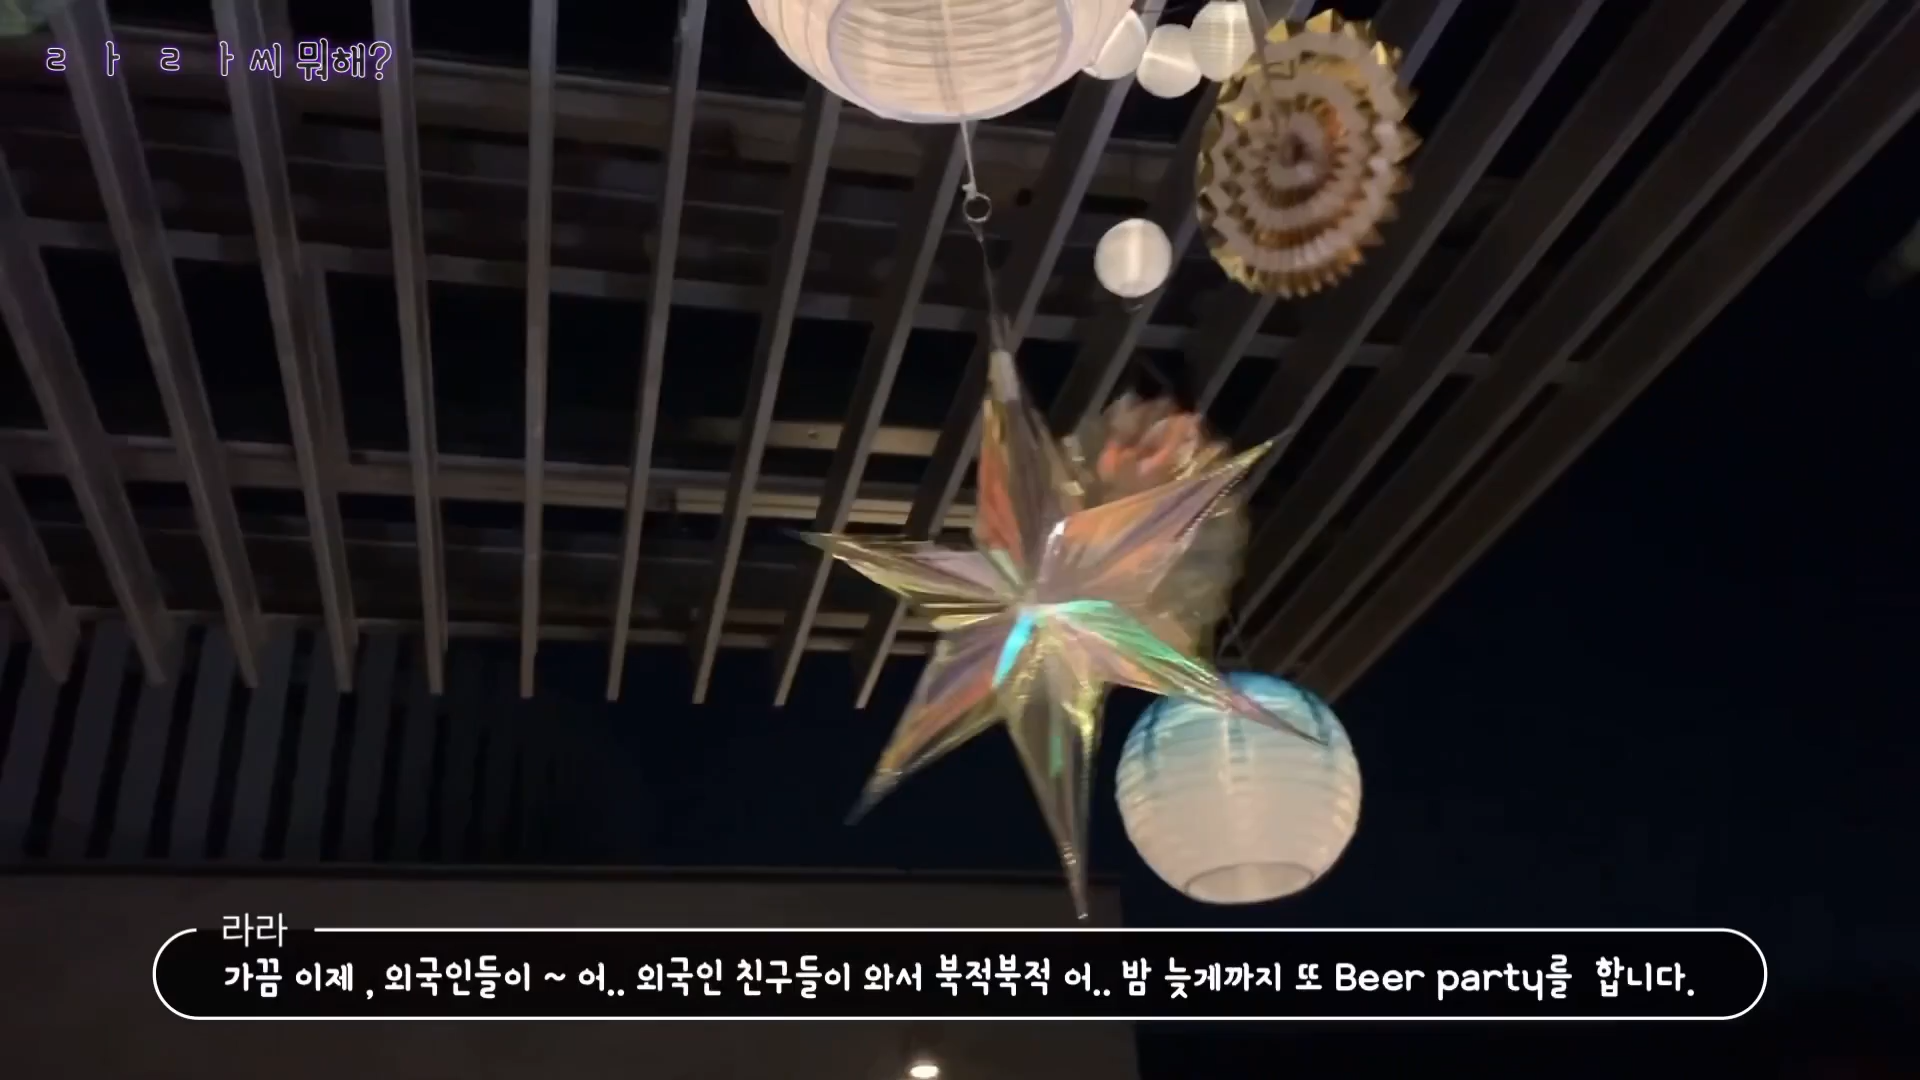 ㄹㅏㄹㅏ씨 뭐해?
라라
가끔 이제 , 외국인들이 ~ 어.. 외국인 친구들이 와서 북적북적 어.. 밤 늦게까지 또 Beer party를 합니다.